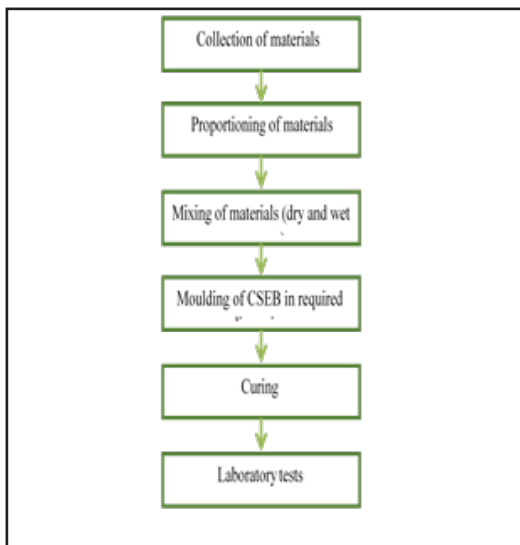 Collection of materials
Proportioning of materials
Mixing of materials (dry and wet
Moulding of CSEB in required
Curing
Laboratory tests